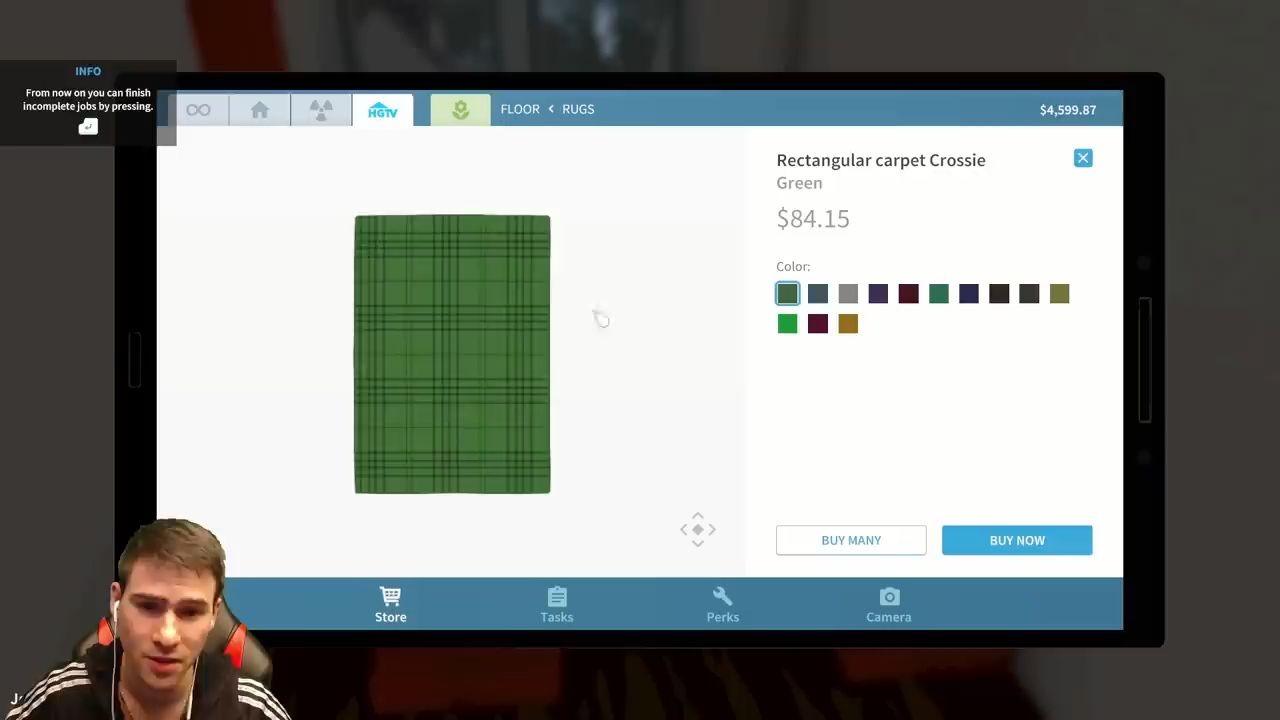 INFO
From now on you can finish
incomplete jobs by pressing.
HGTV
FLOOR < RUGS
$4,599.87
Rectangular carpet Crossie
Green
$84.15
Color:
BUY MANY
BUY NOW
Store
Tasks
Perks
Camera